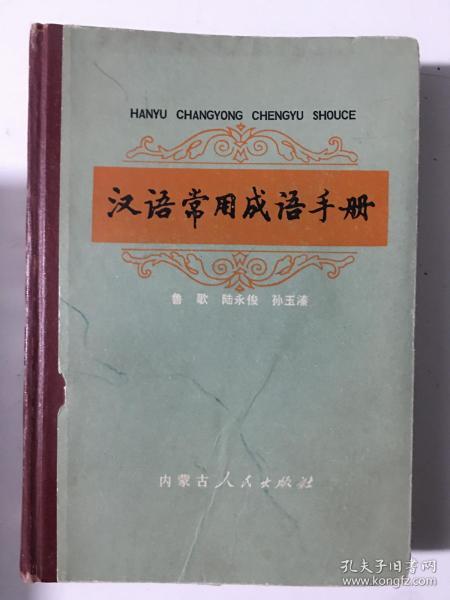 HANYU CHANGYONG CHENGYU SHOUCE
汉语常用成语手册
鲁歌 陆永俊 孙玉溱
内蒙古人民出版社
孔夫子旧书网
www.kongfz.com